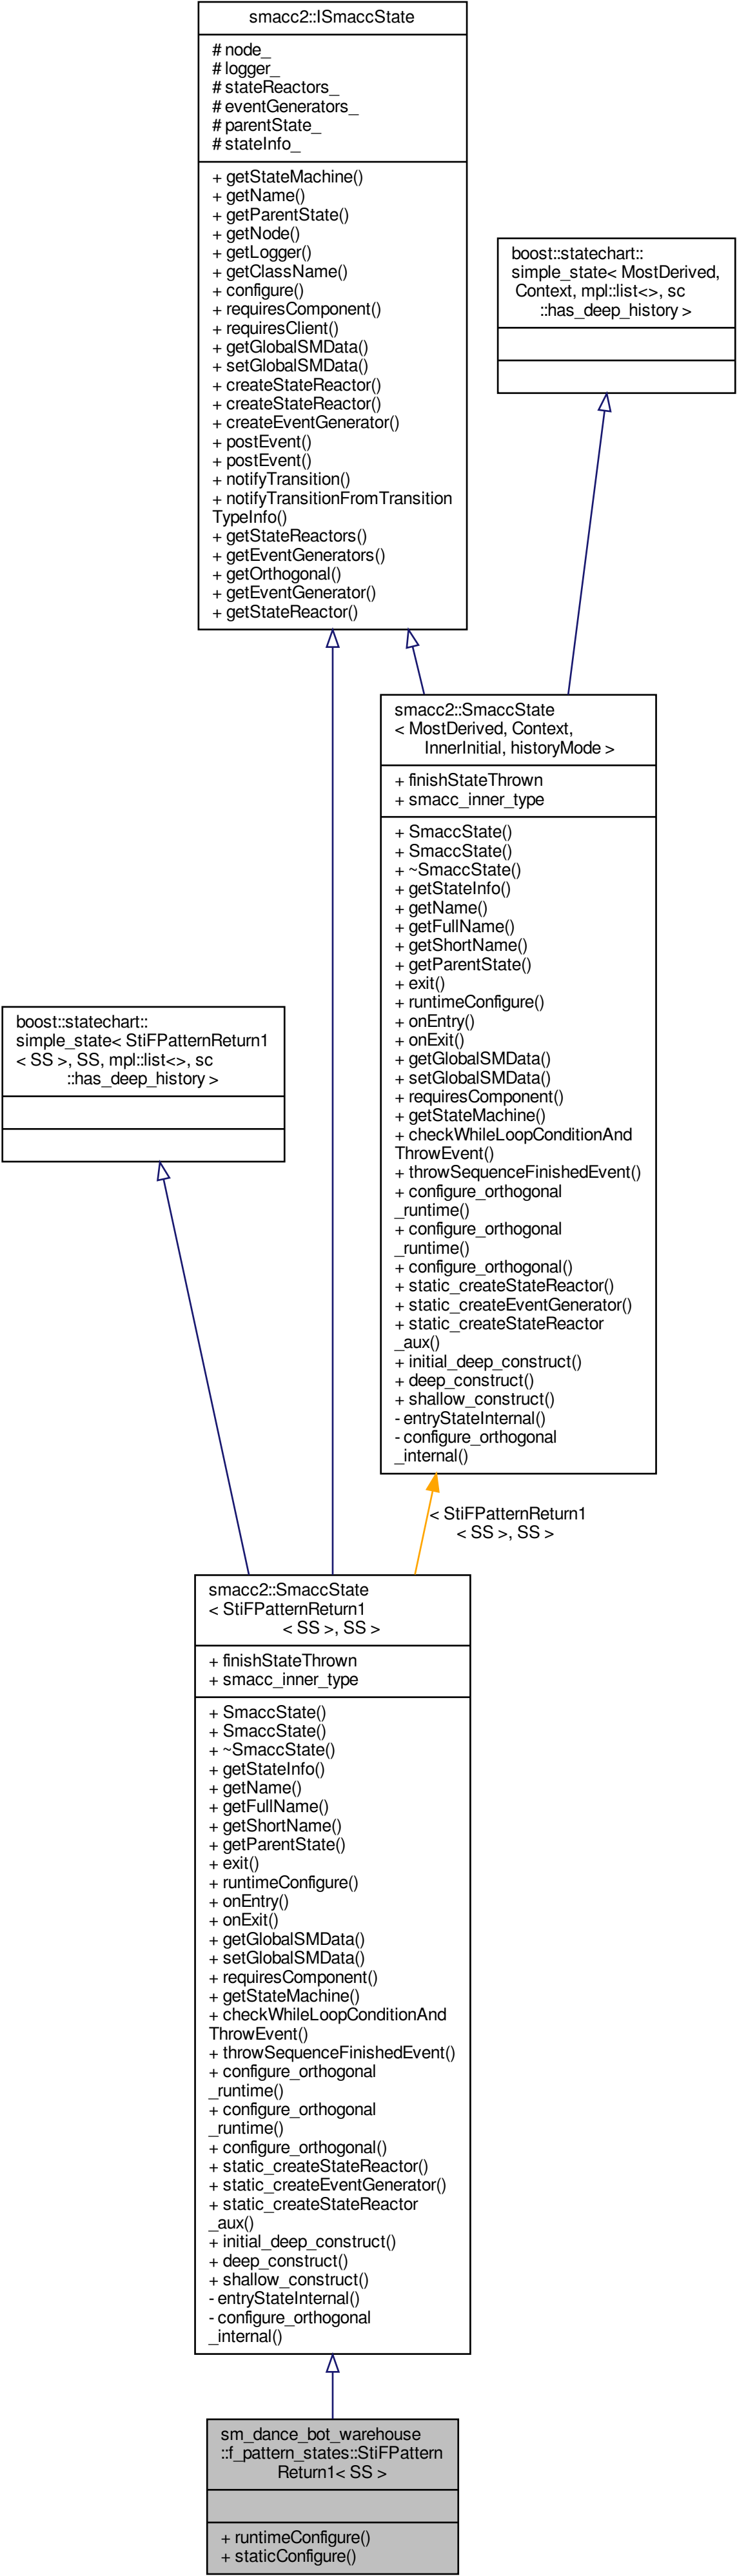 smacc2::ISmaccState
# node_
# logger_
# stateReactors_
# eventGenerators_
# parentState_
# stateInfo_
+ getStateMachine()
+ getName()
+ getParentState()
+ getNode()
+ getLogger()
+ getClassName()
+ configure()
+ requiresComponent()
+ requiresClient()
+ getGlobalSMData()
+ setGlobalSMData()
+ createStateReactor()
+ createStateReactor()
+ createEventGenerator()
+ postEvent()
+ postEvent()
+ notifyTransition()
+ notifyTransitionFromTransition
TypeInfo()
+ getStateReactors()
+ getEventGenerators()
+ getOrthogonal()
+ getEventGenerator()
+ getStateReactor()
boost::statechart::
simple_state< MostDerived,
Context, mpl::list<>, sc
::has_deep_history >
smacc2::SmaccState
< MostDerived, Context,
InnerInitial, historyMode >
+ finishStateThrown
+ smacc_inner_type
+ SmaccState()
+ SmaccState()
+ ~SmaccState()
+ getStateInfo()
+ getName()
+ getFullName()
+ getShortName()
+ getParentState()
+ exit()
+ runtimeConfigure()
+ onEntry()
+ onExit()
+ getGlobalSMData()
+ setGlobalSMData()
+ requiresComponent()
+ getStateMachine()
+ checkWhileLoopConditionAnd
ThrowEvent()
+ throwSequenceFinishedEvent()
+ configure_orthogonal
_runtime()
+ configure_orthogonal
_runtime()
+ configure_orthogonal()
+ static_createStateReactor()
+ static_createEventGenerator()
+ static_createStateReactor
_aux()
+ initial_deep_construct()
+ deep_construct()
+ shallow_construct()
- entryStateInternal()
- configure_orthogonal
_internal()
boost::statechart::
simple_state< StiFPatternReturn1
< SS >, SS, mpl::list<>, sc
::has_deep_history >
< StiFPatternReturn1
< SS >, SS >
smacc2::SmaccState
< StiFPatternReturn1
< SS >, SS >
+ finishStateThrown
+ smacc_inner_type
+ SmaccState()
+ SmaccState()
+ ~SmaccState()
+ getStateInfo()
+ getName()
+ getFullName()
+ getShortName()
+ getParentState()
+ exit()
+ runtimeConfigure()
+ onEntry()
+ onExit()
+ getGlobalSMData()
+ setGlobalSMData()
+ requiresComponent()
+ getStateMachine()
+ checkWhileLoopConditionAnd
ThrowEvent()
+ throwSequenceFinishedEvent()
+ configure_orthogonal
_runtime()
+ configure_orthogonal
_runtime()
+ configure_orthogonal()
+ static_createStateReactor()
+ static_createEventGenerator()
+ static_createStateReactor
_aux()
+ initial_deep_construct()
+ deep_construct()
+ shallow_construct()
- entryStateInternal()
- configure_orthogonal
_internal()
sm_dance_bot_warehouse
::f_pattern_states::StiFPattern
Return1< SS >
+ runtimeConfigure()
+ staticConfigure()